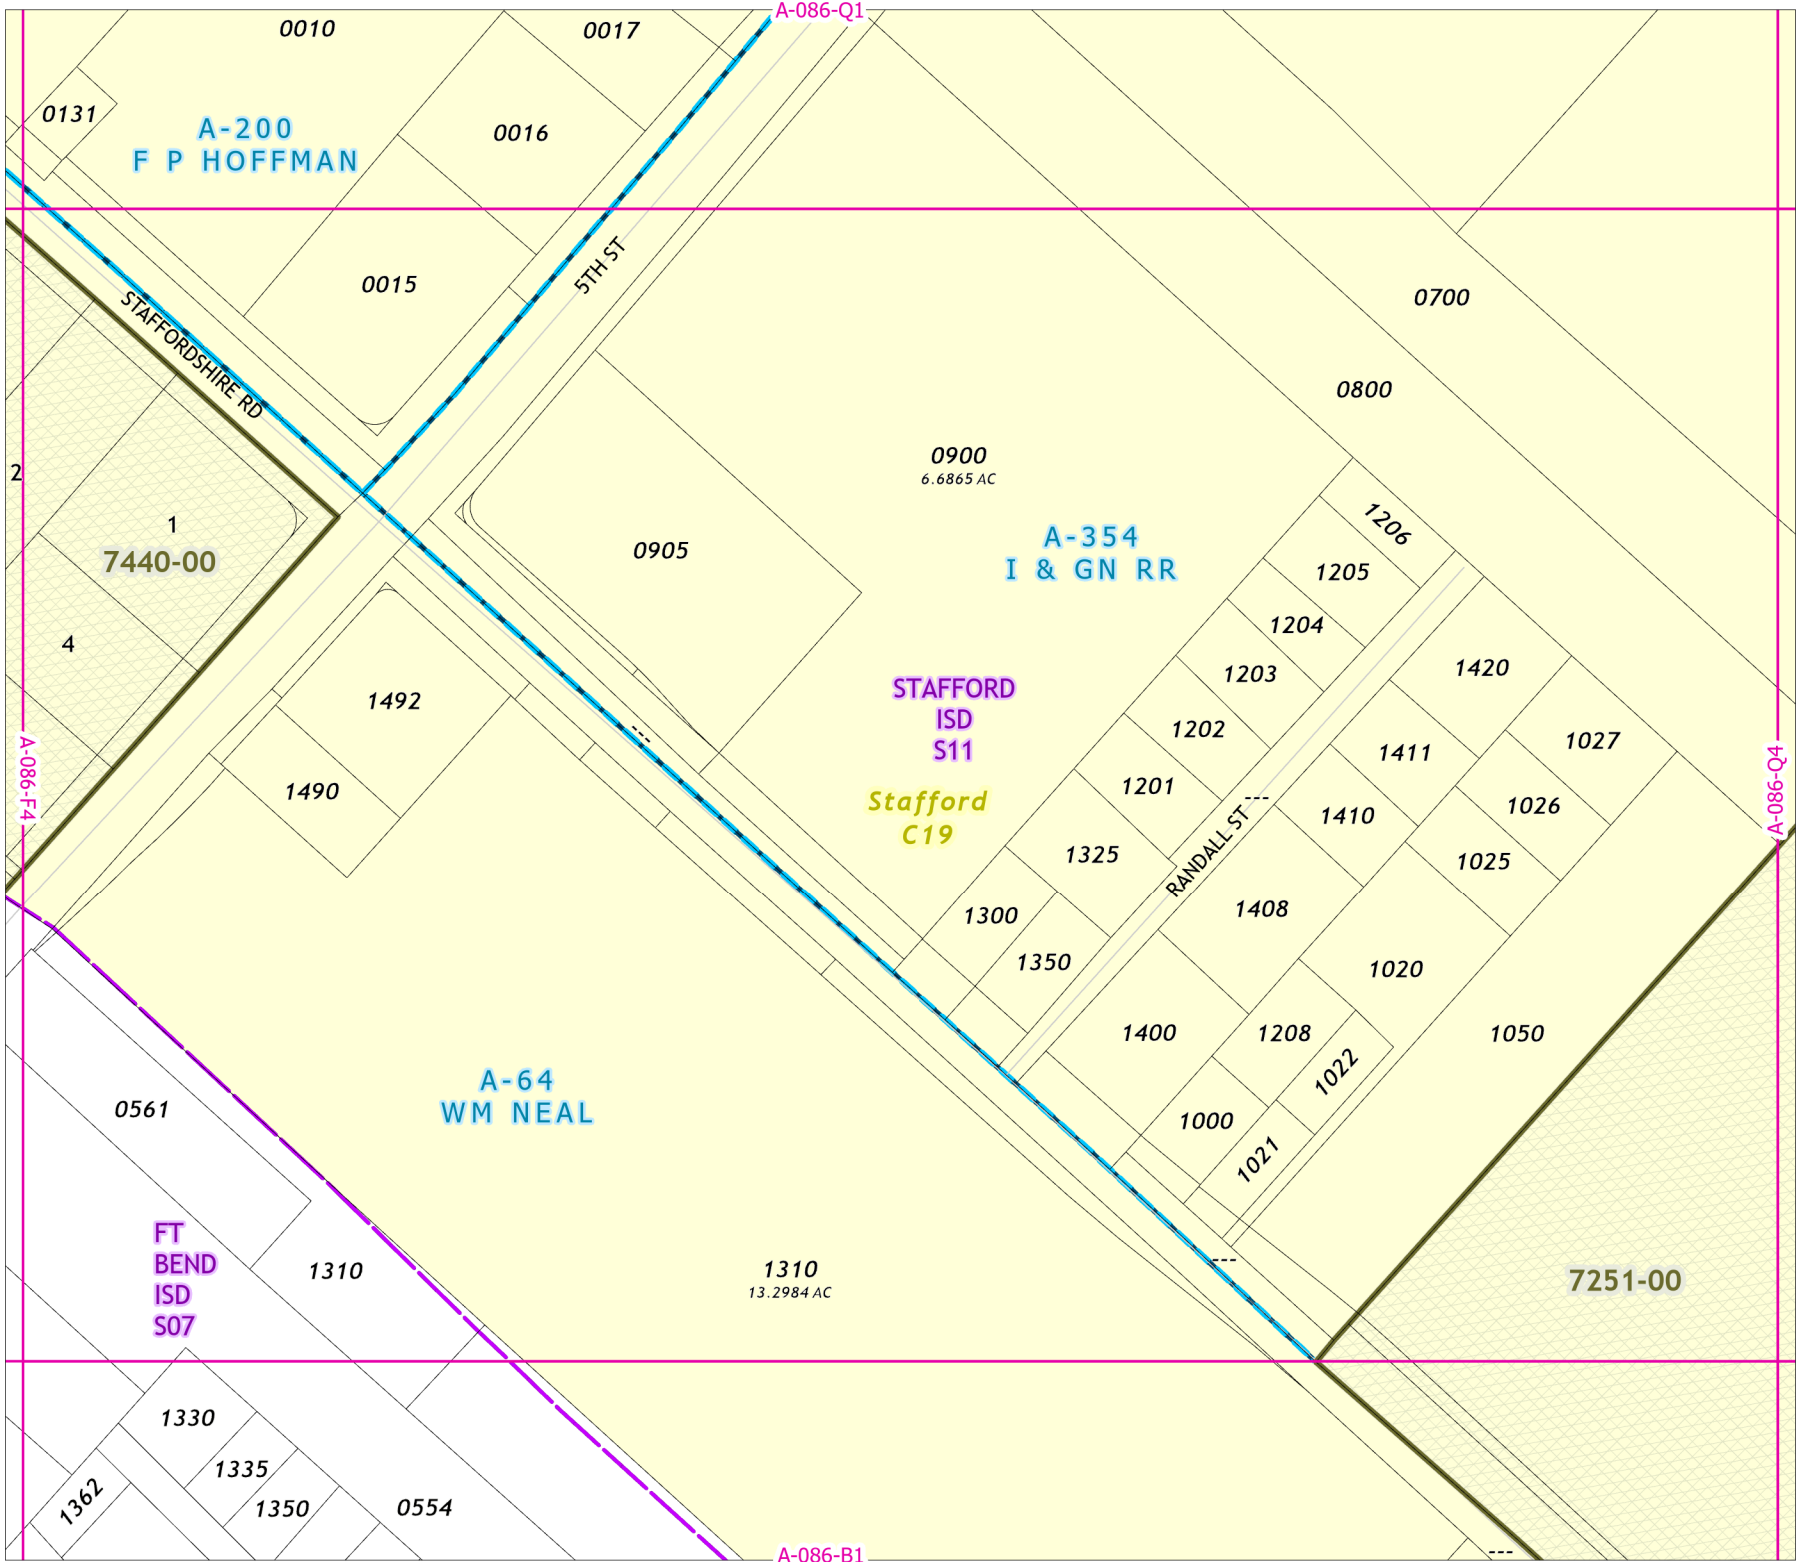 A-086-Q1
0010
0017
0131
A-200
F P HOFFMAN
0016
5TH ST
0015
0700
STAFFORDSHIRE RD
0800
2
0900
6.6865 AC
1
7440-00
0905
A-354
I & GN RR
1206
1205
1204
4
1203
1420
1492
STAFFORD
ISD
S11
1202
1027
1411
A-086-F4
1490
---
1201
---
A-086-Q4
Stafford
C19
1026
1410
1325
RANDALL ST
1025
1300
1408
1350
1020
1400
1208
1050
1022
A-64
WM NEAL
0561
1000
1021
FT
BEND
ISD
S07
1310
1310
13.2984 AC
---
7251-00
1330
1335
1362
1350
0554
---
A-086-B1